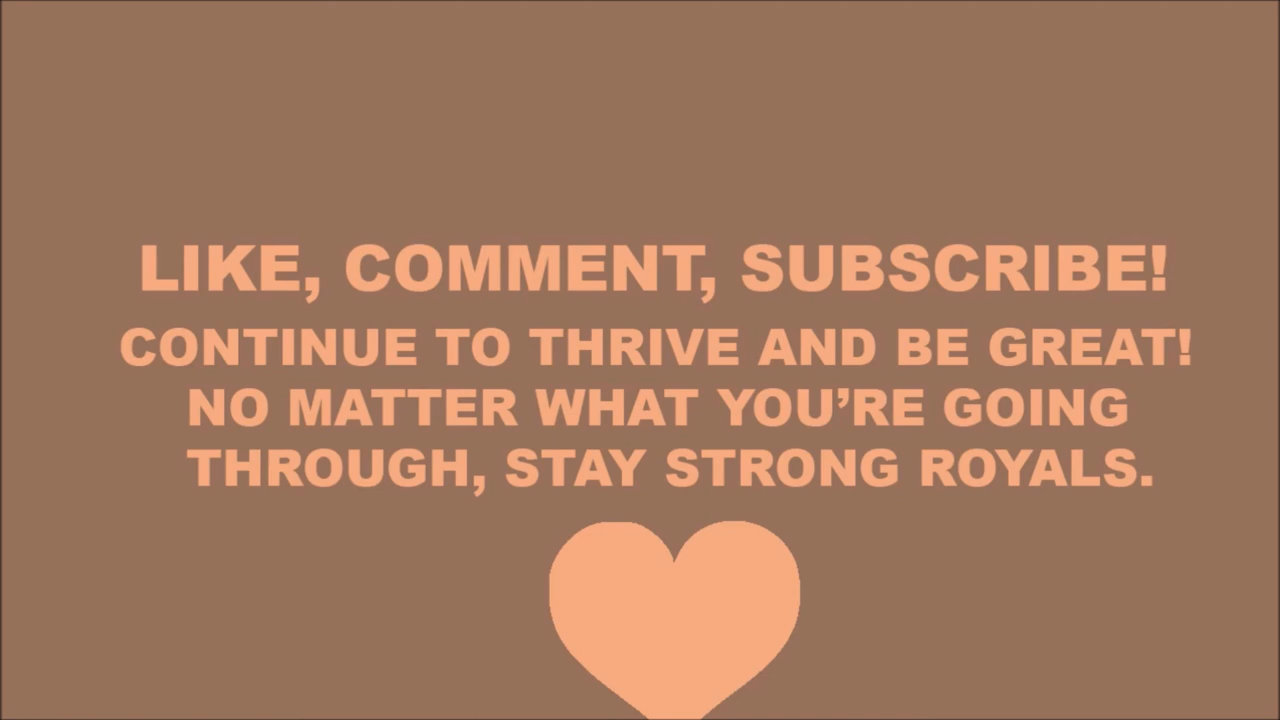 LIKE, COMMENT, SUBSCRIBE!
CONTINUE TO THRIVE AND BE GREAT!
NO MATTER WHAT YOU’RE GOING
THROUGH, STAY STRONG ROYALS.